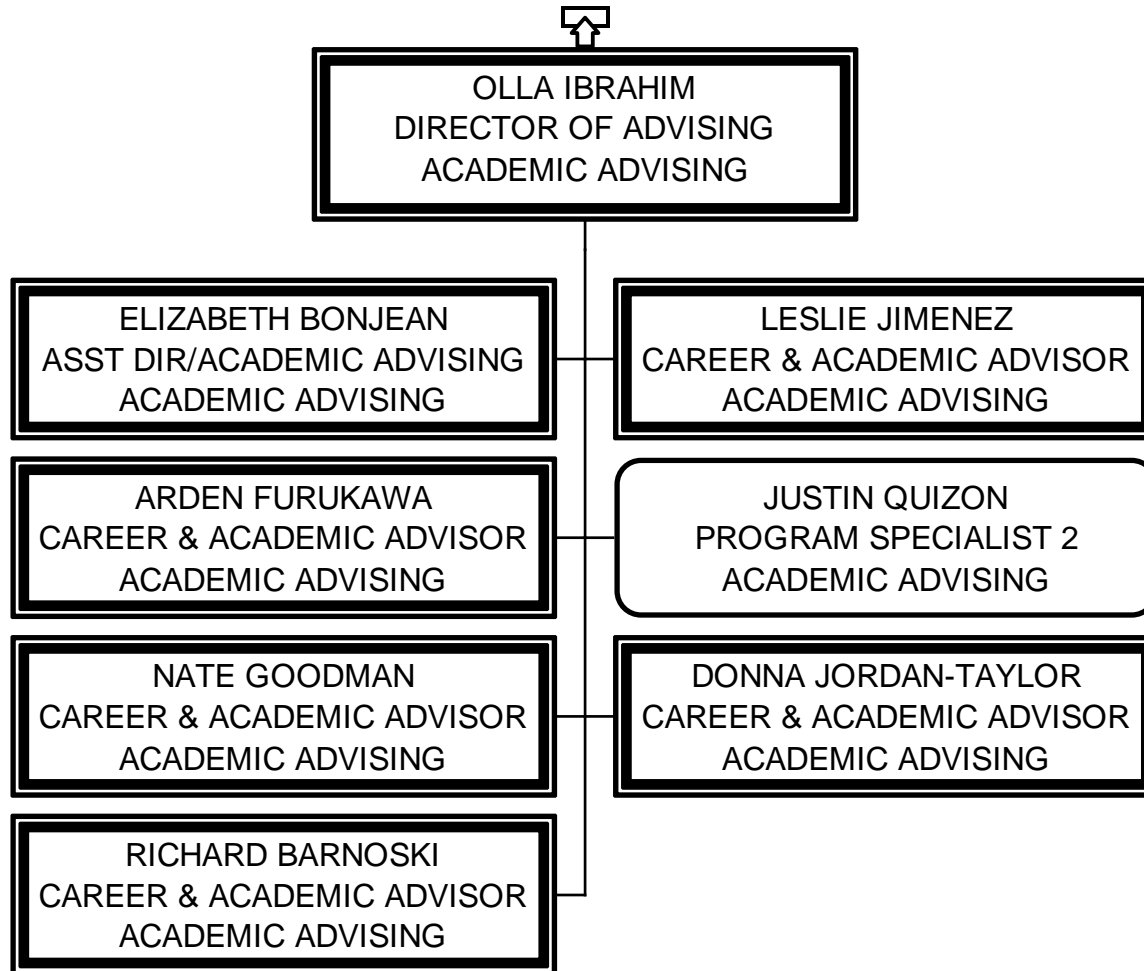 OLLA IBRAHIM
DIRECTOR OF ADVISING
ACADEMIC ADVISING
ELIZABETH BONJEAN
ASST DIR/ACADEMIC ADVISING
ACADEMIC ADVISING
LESLIE JIMENEZ
CAREER & ACADEMIC ADVISOR
ACADEMIC ADVISING
ARDEN FURUKAWA
CAREER & ACADEMIC ADVISOR
ACADEMIC ADVISING
JUSTIN QUIZON
PROGRAM SPECIALIST 2
ACADEMIC ADVISING
NATE GOODMAN
CAREER & ACADEMIC ADVISOR
ACADEMIC ADVISING
DONNA JORDAN-TAYLOR
CAREER & ACADEMIC ADVISOR
ACADEMIC ADVISING
RICHARD BARNOSKI
CAREER & ACADEMIC ADVISOR
ACADEMIC ADVISING